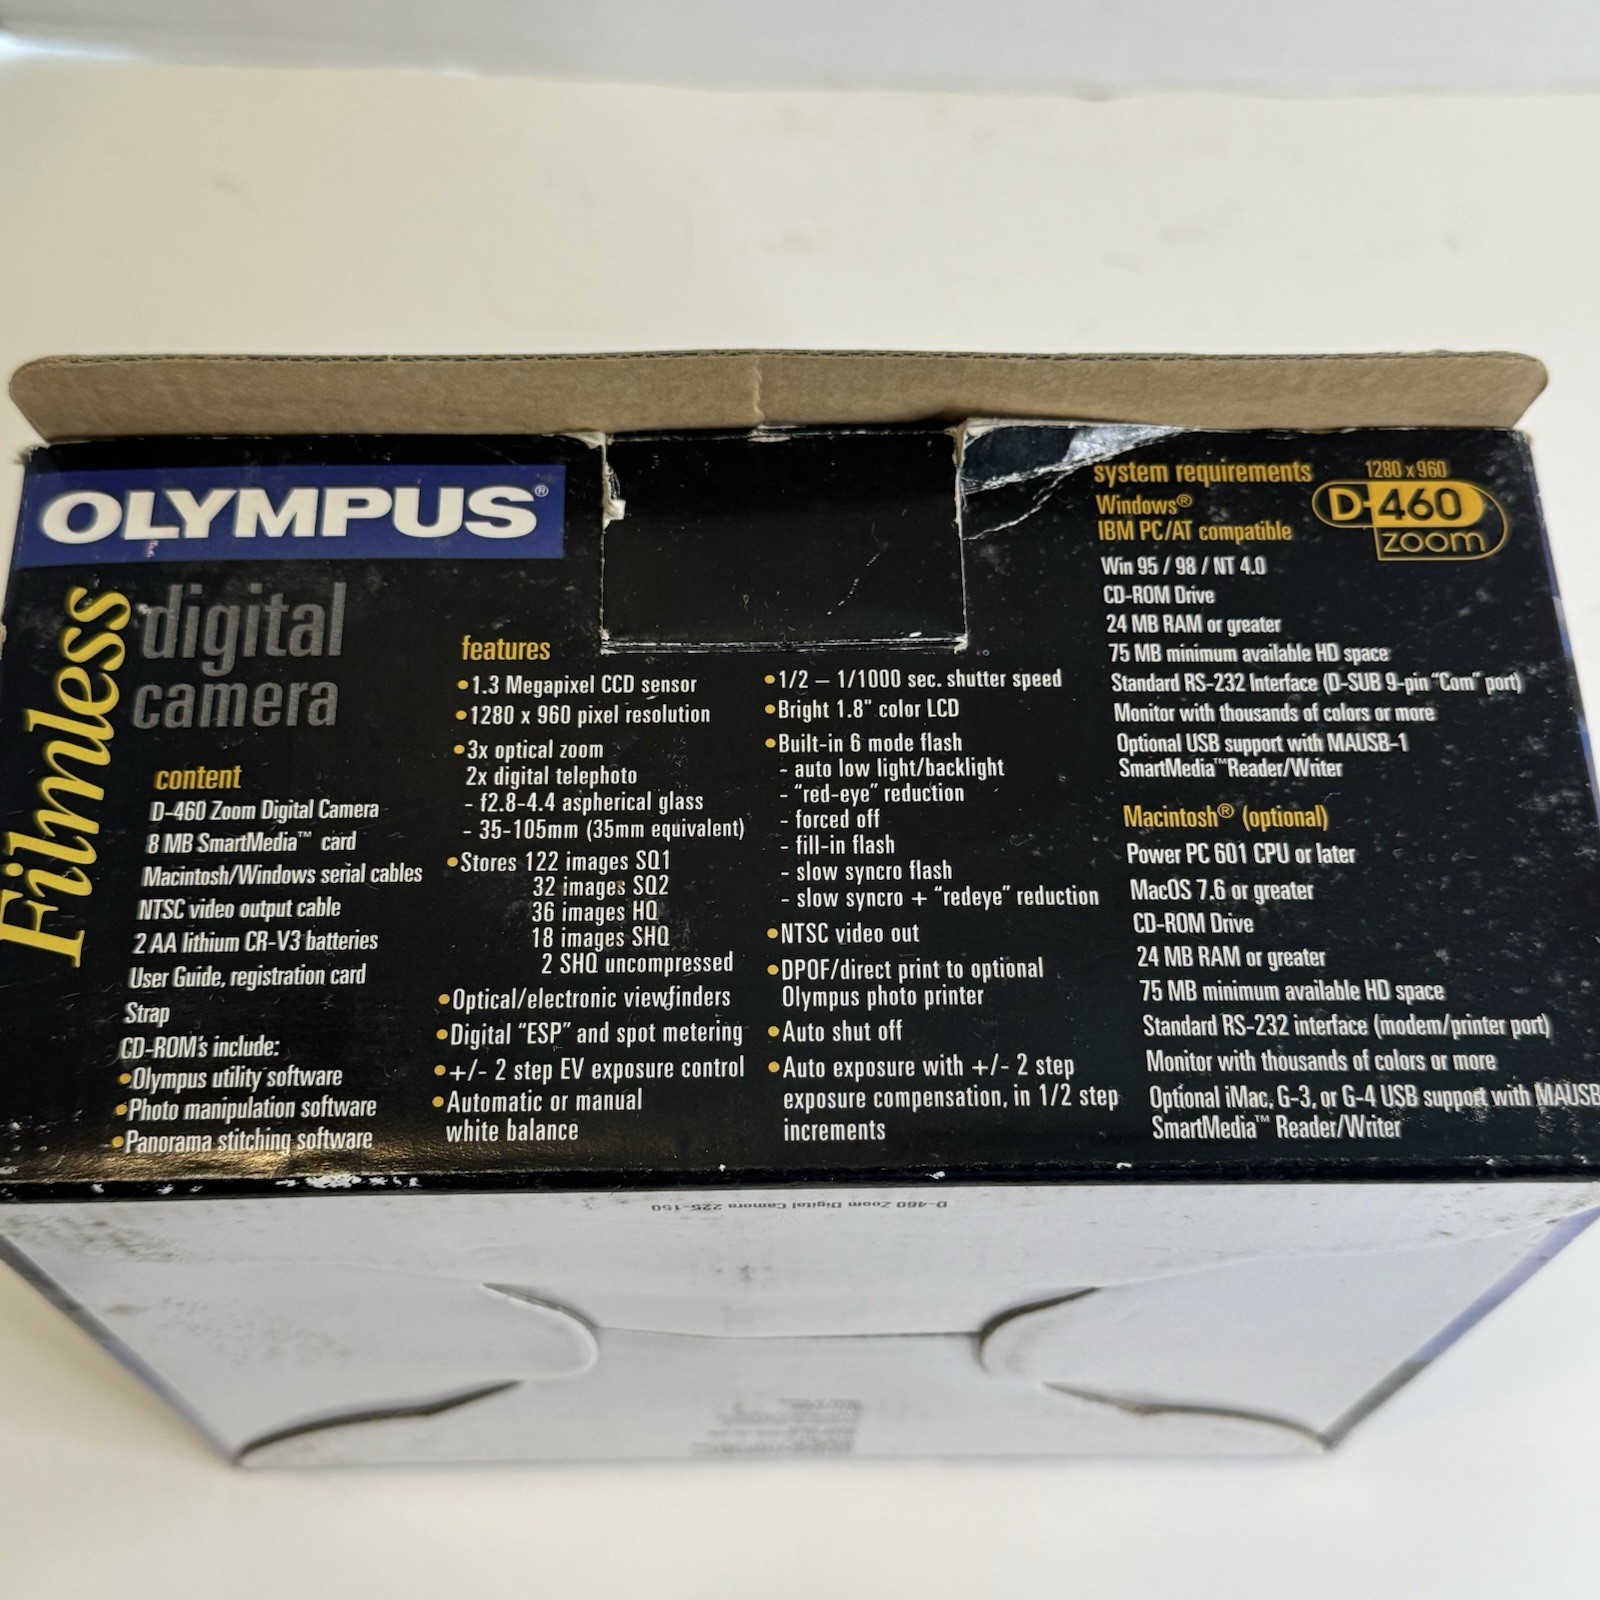 OLYMPUS®
Filmless
digital
camera
content
D-460 Zoom Digital Camera
8 MB SmartMedia™ card
Macintosh/Windows serial cables
NTSC video output cable
2 AA lithium CR-V3 batteries
User Guide, registration card
Strap
CD-ROM's include:
•Olympus utility software
•Photo manipulation software
•Panorama stitching software
features
•1.3 Megapixel CCD sensor
•1280 x 960 pixel resolution
•3x optical zoom
2x digital telephoto
- f2.8-4.4 aspherical glass
- 35-105mm (35mm equivalent)
•Stores 122 images SQ1
32 images SQ2
36 images HQ
18 images SHQ
2 SHQ uncompressed
•Optical/electronic viewfinders
•Digital "ESP" and spot metering
•+/- 2 step EV exposure control
•Automatic or manual
white balance
•1/2 – 1/1000 sec. shutter speed
•Bright 1.8" color LCD
•Built-in 6 mode flash
- auto low light/backlight
- "red-eye" reduction
- forced off
- fill-in flash
- slow syncro flash
- slow syncro + "redeye" reduction
•NTSC video out
•DPOF/direct print to optional
Olympus photo printer
•Auto shut off
•Auto exposure with +/- 2 step
exposure compensation, in 1/2 step
increments
system requirements
Windows®
IBM PC/AT compatible
Win 95 / 98 / NT 4.0
CD-ROM Drive
24 MB RAM or greater
75 MB minimum available HD space
Standard RS-232 Interface (D-SUB 9-pin "Com" port)
Monitor with thousands of colors or more
Optional USB support with MAUSB-1
SmartMedia™Reader/Writer
Macintosh® (optional)
Power PC 601 CPU or later
MacOS 7.6 or greater
CD-ROM Drive
24 MB RAM or greater
75 MB minimum available HD space
Standard RS-232 interface (modem/printer port)
Monitor with thousands of colors or more
Optional iMac, G-3, or G-4 USB support with MAUSB
SmartMedia™ Reader/Writer
1280 x 960
D-460
zoom
D-460 Zoom Digital Camera 225-150